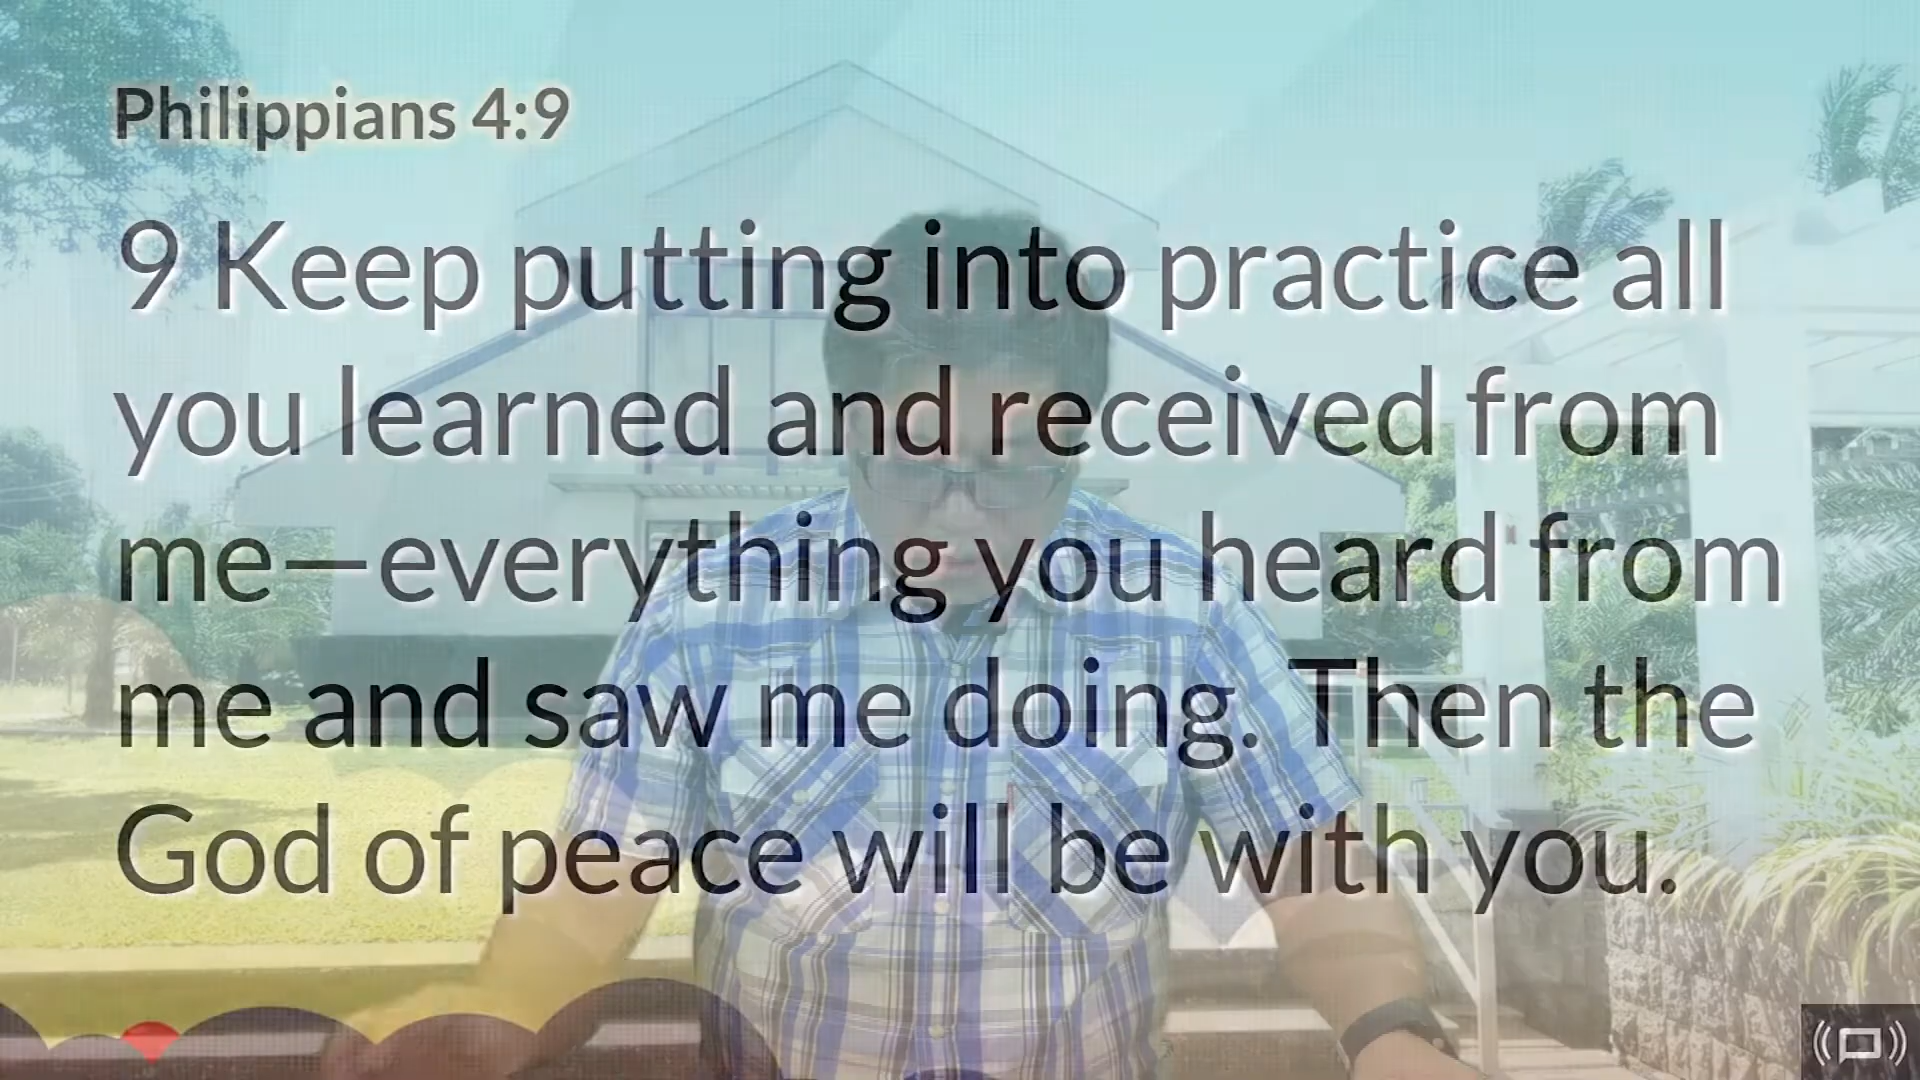 Philippians 4:9
9 Keep putting into practice all
you learned and received from
me—everything you heard from
me and saw me doing. Then the
God of peace will be with you.